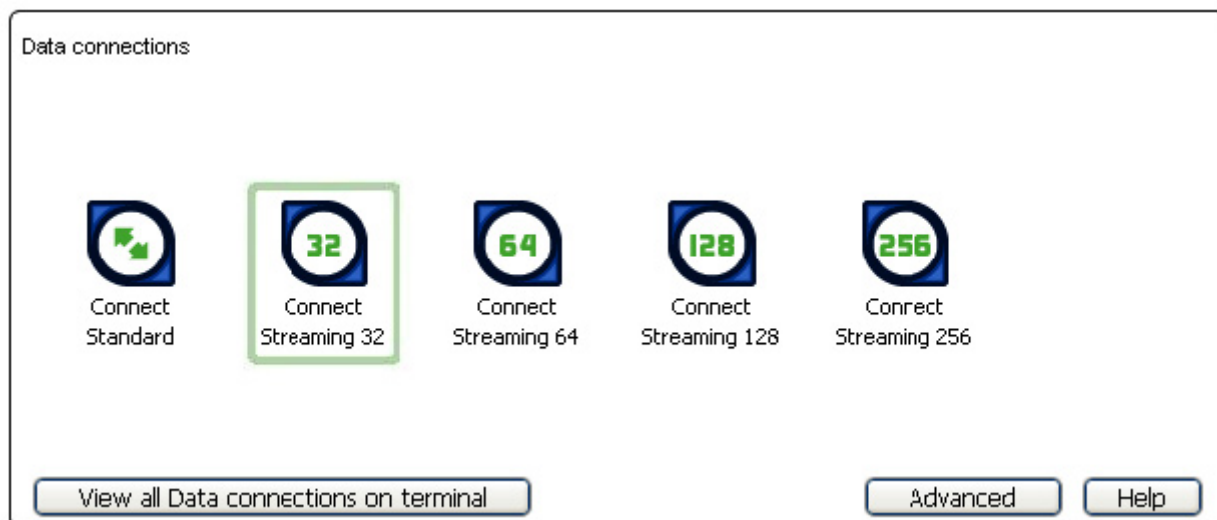 Data connections
32
64
128
256
Connect
Standard
Connect
Streaming 32
Connect
Streaming 64
Connect
Streaming 128
Connect
Streaming 256
View all Data connections on terminal
Advanced
Help